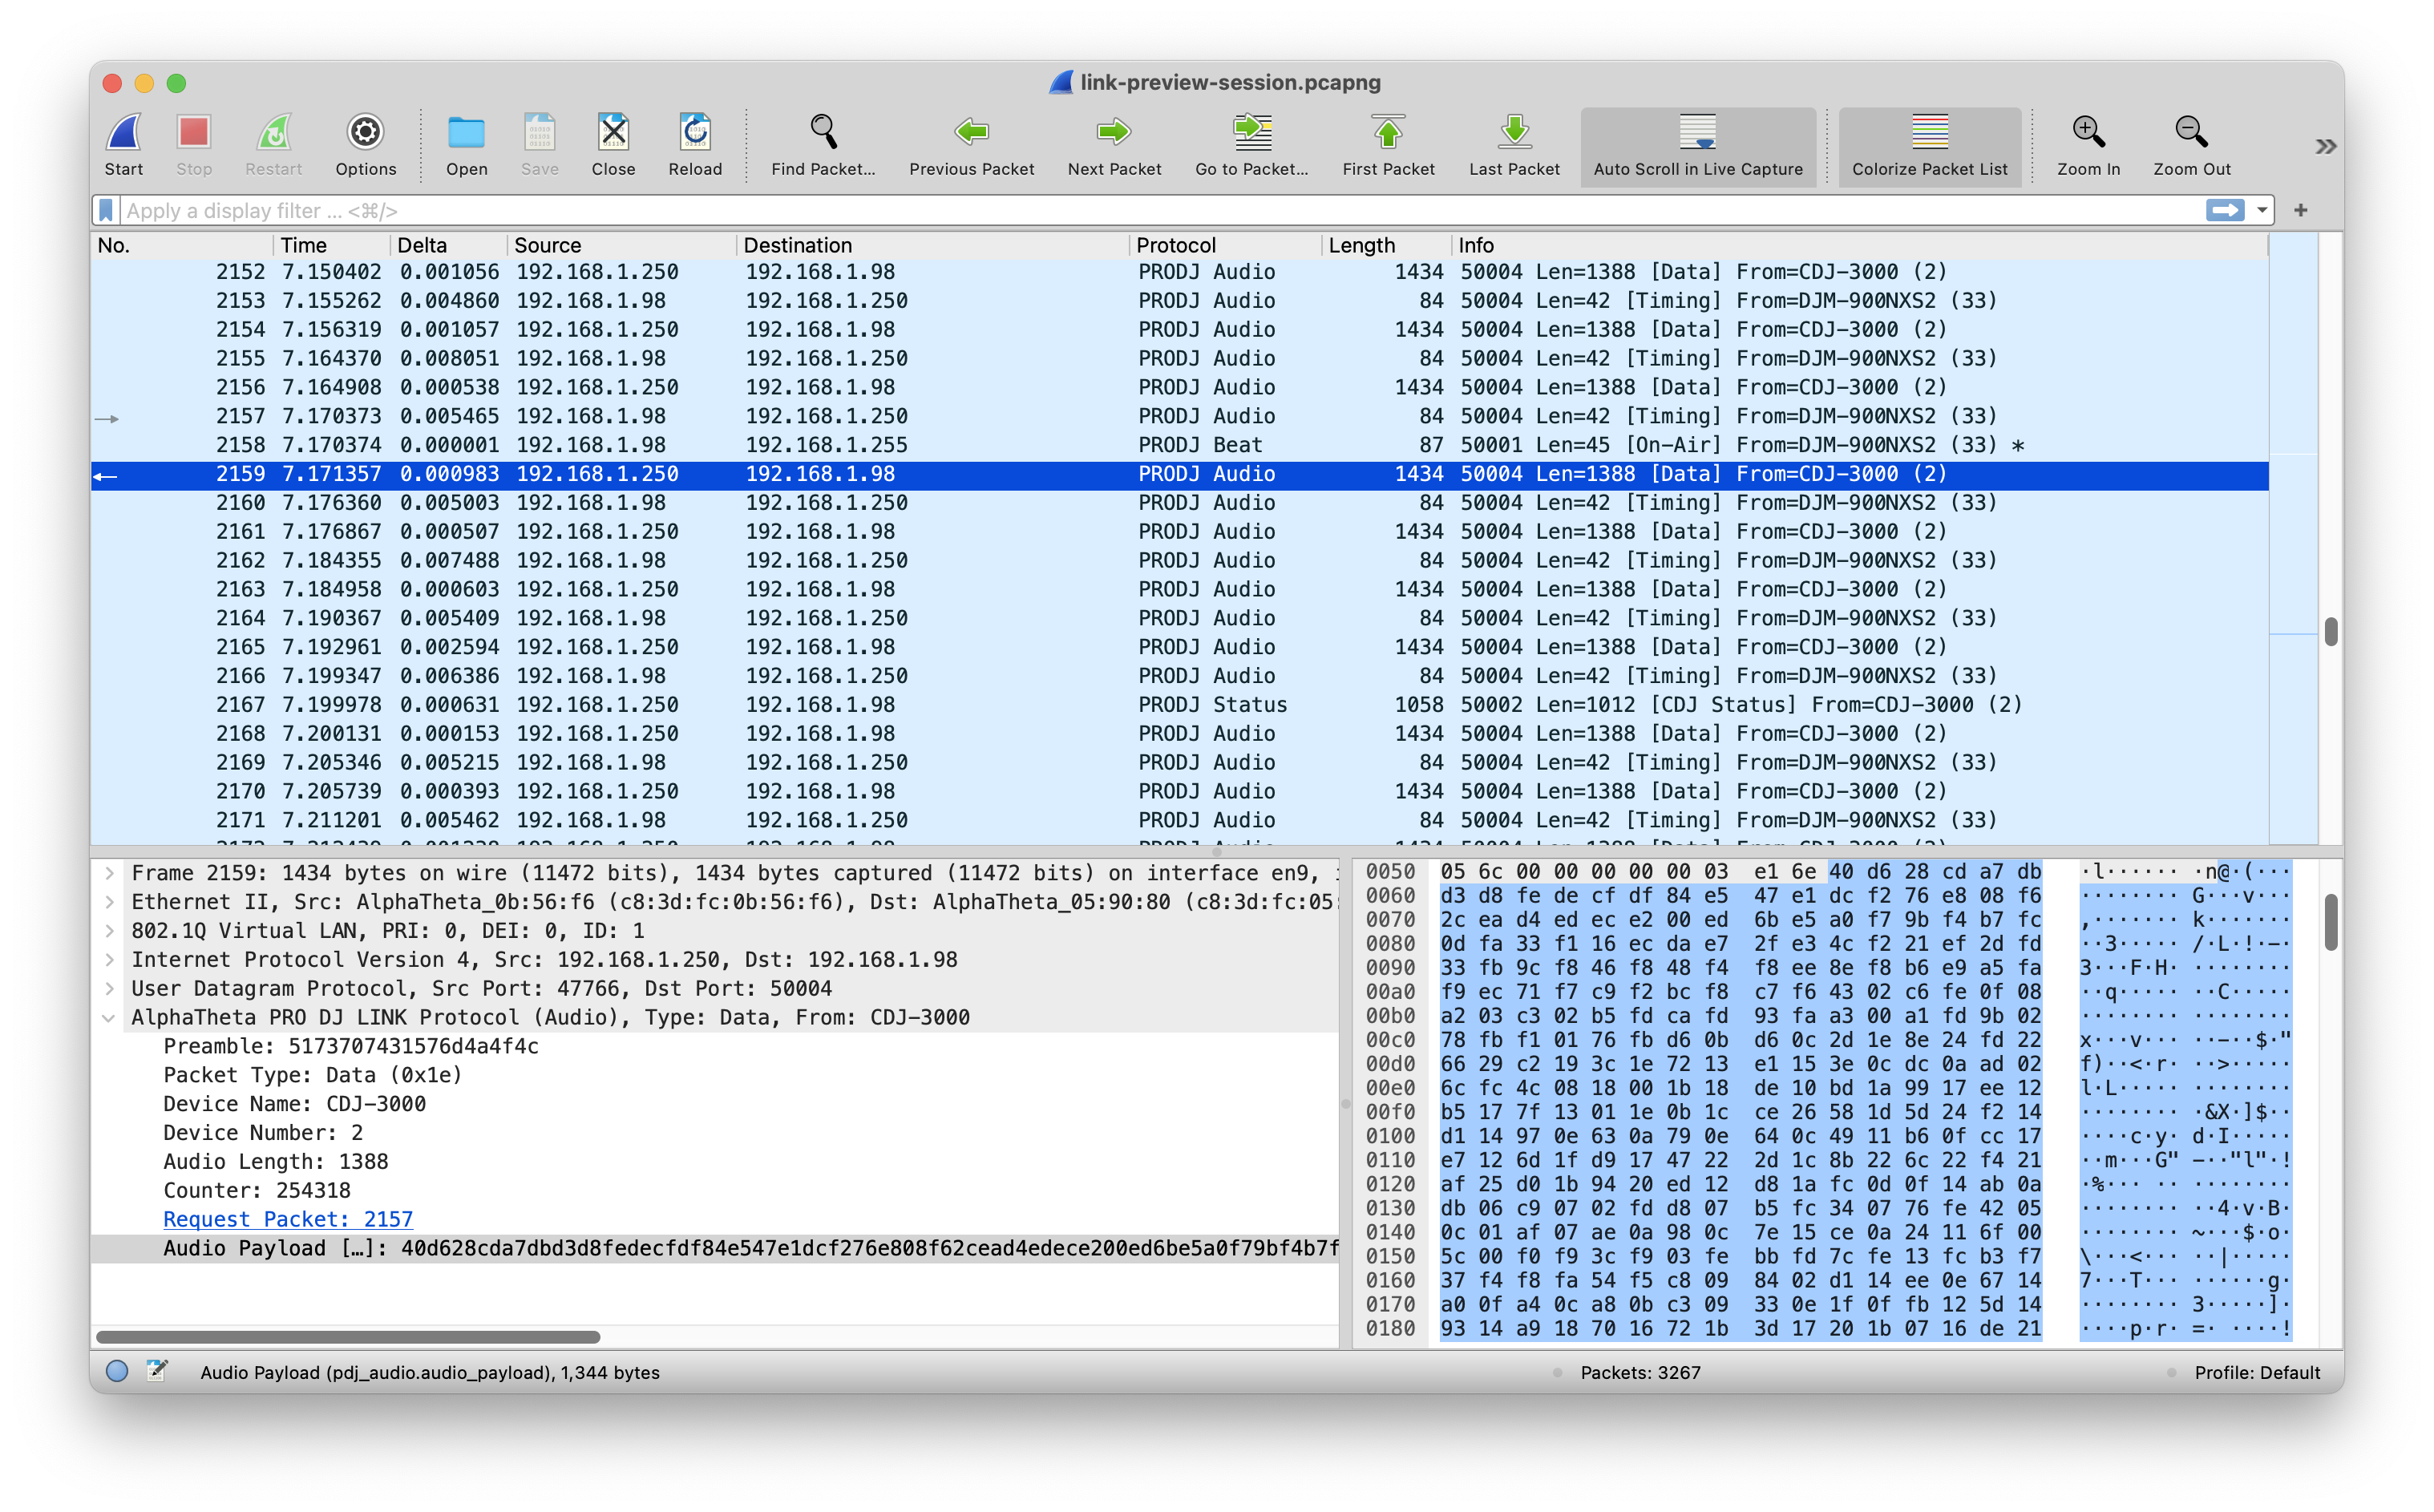 link-preview-session.pcapng
Start Stop Restart Options Open Save Close Reload Find Packet... Previous Packet Next Packet Go to Packet... First Packet Last Packet Auto Scroll in Live Capture Colorize Packet List Zoom In Zoom Out
Apply a display filter ... <⌘/>
No. Time Delta Source Destination Protocol Length Info
2152 7.150402 0.001056 192.168.1.250 192.168.1.98 PRODJ Audio 1434 50004 Len=1388 [Data] From=CDJ-3000 (2)
2153 7.155262 0.004860 192.168.1.98 192.168.1.250 PRODJ Audio 84 50004 Len=42 [Timing] From=DJM-900NXS2 (33)
2154 7.156319 0.001057 192.168.1.250 192.168.1.98 PRODJ Audio 1434 50004 Len=1388 [Data] From=CDJ-3000 (2)
2155 7.164370 0.008051 192.168.1.98 192.168.1.250 PRODJ Audio 84 50004 Len=42 [Timing] From=DJM-900NXS2 (33)
2156 7.164908 0.000538 192.168.1.250 192.168.1.98 PRODJ Audio 1434 50004 Len=1388 [Data] From=CDJ-3000 (2)
2157 7.170373 0.005465 192.168.1.98 192.168.1.250 PRODJ Audio 84 50004 Len=42 [Timing] From=DJM-900NXS2 (33)
2158 7.170374 0.000001 192.168.1.98 192.168.1.255 PRODJ Beat 87 50001 Len=45 [On-Air] From=DJM-900NXS2 (33) *
2159 7.171357 0.000983 192.168.1.250 192.168.1.98 PRODJ Audio 1434 50004 Len=1388 [Data] From=CDJ-3000 (2)
2160 7.176360 0.005003 192.168.1.98 192.168.1.250 PRODJ Audio 84 50004 Len=42 [Timing] From=DJM-900NXS2 (33)
2161 7.176867 0.000507 192.168.1.250 192.168.1.98 PRODJ Audio 1434 50004 Len=1388 [Data] From=CDJ-3000 (2)
2162 7.184355 0.007488 192.168.1.98 192.168.1.250 PRODJ Audio 84 50004 Len=42 [Timing] From=DJM-900NXS2 (33)
2163 7.184958 0.000603 192.168.1.250 192.168.1.98 PRODJ Audio 1434 50004 Len=1388 [Data] From=CDJ-3000 (2)
2164 7.190367 0.005409 192.168.1.98 192.168.1.250 PRODJ Audio 84 50004 Len=42 [Timing] From=DJM-900NXS2 (33)
2165 7.192961 0.002594 192.168.1.250 192.168.1.98 PRODJ Audio 1434 50004 Len=1388 [Data] From=CDJ-3000 (2)
2166 7.199347 0.006386 192.168.1.98 192.168.1.250 PRODJ Audio 84 50004 Len=42 [Timing] From=DJM-900NXS2 (33)
2167 7.199978 0.000631 192.168.1.250 192.168.1.98 PRODJ Status 1058 50002 Len=1012 [CDJ Status] From=CDJ-3000 (2)
2168 7.200131 0.000153 192.168.1.250 192.168.1.98 PRODJ Audio 1434 50004 Len=1388 [Data] From=CDJ-3000 (2)
2169 7.205346 0.005215 192.168.1.98 192.168.1.250 PRODJ Audio 84 50004 Len=42 [Timing] From=DJM-900NXS2 (33)
2170 7.205739 0.000393 192.168.1.250 192.168.1.98 PRODJ Audio 1434 50004 Len=1388 [Data] From=CDJ-3000 (2)
2171 7.211201 0.005462 192.168.1.98 192.168.1.250 PRODJ Audio 84 50004 Len=42 [Timing] From=DJM-900NXS2 (33)
Frame 2159: 1434 bytes on wire (11472 bits), 1434 bytes captured (11472 bits) on interface en9,
Ethernet II, Src: AlphaTheta_0b:56:f6 (c8:3d:fc:0b:56:f6), Dst: AlphaTheta_05:90:80 (c8:3d:fc:05:
802.1Q Virtual LAN, PRI: 0, DEI: 0, ID: 1
Internet Protocol Version 4, Src: 192.168.1.250, Dst: 192.168.1.98
User Datagram Protocol, Src Port: 47766, Dst Port: 50004
AlphaTheta PRO DJ LINK Protocol (Audio), Type: Data, From: CDJ-3000
Preamble: 5173707431576d4a4f4c
Packet Type: Data (0x1e)
Device Name: CDJ-3000
Device Number: 2
Audio Length: 1388
Counter: 254318
Request Packet: 2157
Audio Payload […]: 40d628cda7dbd3d8fedecfdf84e547e1dcf276e808f62cead4edece200ed6be5a0f79bf4b7f
0050 05 6c 00 00 00 00 00 03 e1 6e 40 d6 28 cd a7 db ·l······ ·n@·(···
0060 d3 d8 fe de cf df 84 e5 47 e1 dc f2 76 e8 08 f6 ········ G···v···
0070 2c ea d4 ed ec e2 00 ed 6b e5 a0 f7 9b f4 b7 fc ,······· k·······
0080 0d fa 33 f1 16 ec da e7 2f e3 4c f2 21 ef 2d fd ··3····· /·L·!·-·
0090 33 fb 9c f8 46 f8 48 f4 f8 ee 8e f8 b6 e9 a5 fa 3···F·H· ········
00a0 f9 ec 71 f7 c9 f2 bc f8 c7 f6 43 02 c6 fe 0f 08 ··q····· ··C·····
00b0 a2 03 c3 02 b5 fd ca fd 93 fa a3 00 a1 fd 9b 02 ········ ········
00c0 78 fb f1 01 76 fb d6 0b d6 0c 2d 1e 8e 24 fd 22 x···v··· ··-··$·"
00d0 66 29 c2 19 3c 1e 72 13 e1 15 3e 0c dc 0a ad 02 f)··<·r· ··>·····
00e0 6c fc 4c 08 18 00 1b 18 de 10 bd 1a 99 17 ee 12 l·L····· ········
00f0 b5 17 7f 13 01 1e 0b 1c ce 26 58 1d 5d 24 f2 14 ········ ·&X·]$··
0100 d1 14 97 0e 63 0a 79 0e 64 0c 49 11 b6 0f cc 17 ····c·y· d·I·····
0110 e7 12 6d 1f d9 17 47 22 2d 1c 8b 22 6c 22 f4 21 ··m···G" -··"l"·!
0120 af 25 d0 1b 94 20 ed 12 d8 1a fc 0d 0f 14 ab 0a ·%··· ·· ········
0130 db 06 c9 07 02 fd d8 07 b5 fc 34 07 76 fe 42 05 ········ ··4·v·B·
0140 0c 01 af 07 ae 0a 98 0c 7e 15 ce 0a 24 11 6f 00 ········ ~···$·o·
0150 5c 00 f0 f9 3c f9 03 fe bb fd 7c fe 13 fc b3 f7 \···<··· ··|·····
0160 37 f4 f8 fa 54 f5 c8 09 84 02 d1 14 ee 0e 67 14 7···T··· ······g·
0170 a0 0f a4 0c a8 0b c3 09 33 0e 1f 0f fb 12 5d 14 ········ 3·····]·
0180 93 14 a9 18 70 16 72 1b 3d 17 20 1b 07 16 de 21 ····p·r· =· ····!
Audio Payload (pdj_audio.audio_payload), 1,344 bytes Packets: 3267 Profile: Default